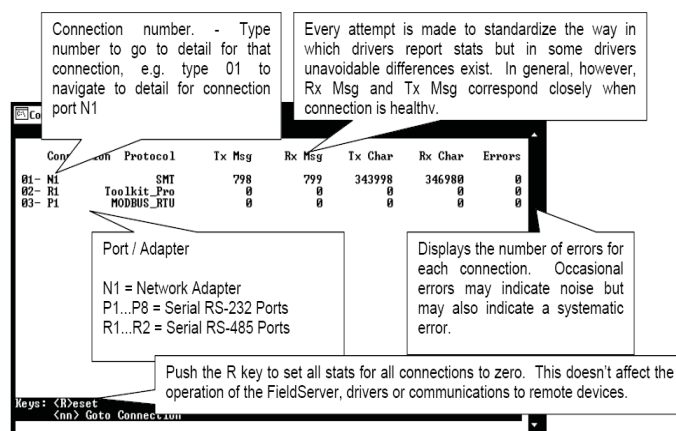 Connection number. - Type
number to go to detail for that
connection, e.g. type 01 to
navigate to detail for connection
port N1
Every attempt is made to standardize the way in
which drivers report stats but in some drivers
unavoidable differences exist. In general, however,
Rx Msg and Tx Msg correspond closely when
connection is healthy.
Co
Con on Protocol Tx Msg Rx Msg Tx Char Rx Char Errors
01- N1 SMT 798 799 343998 346980 0
02- R1 Toolkit_Pro 0 0 0 0 0
03- P1 MODBUS_RTU 0 0 0 0 0
Port / Adapter
N1 = Network Adapter
P1...P8 = Serial RS-232 Ports
R1...R2 = Serial RS-485 Ports
Displays the number of errors for
each connection. Occasional
errors may indicate noise but
may also indicate a systematic
error.
Push the R key to set all stats for all connections to zero. This doesn't affect the
operation of the FieldServer, drivers or communications to remote devices.
Keys: <R>eset
<nn> Goto Connection